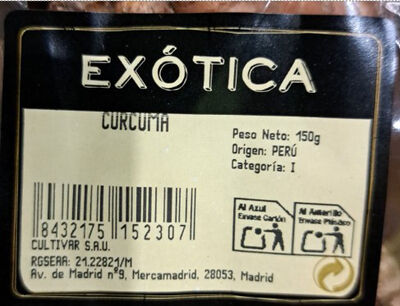 EXÓTICA
CÚRCUMA
Peso Neto: 150g
Origen: PERÚ
Categoría: I
Al Azul
Envase Cartón
Al Amarillo
Envase Plástico
8432175 152307
CULTIVAR S.A.U.
RGSEAA: 21.22821/M
Av. de Madrid nº9, Mercamadrid, 28053, Madrid